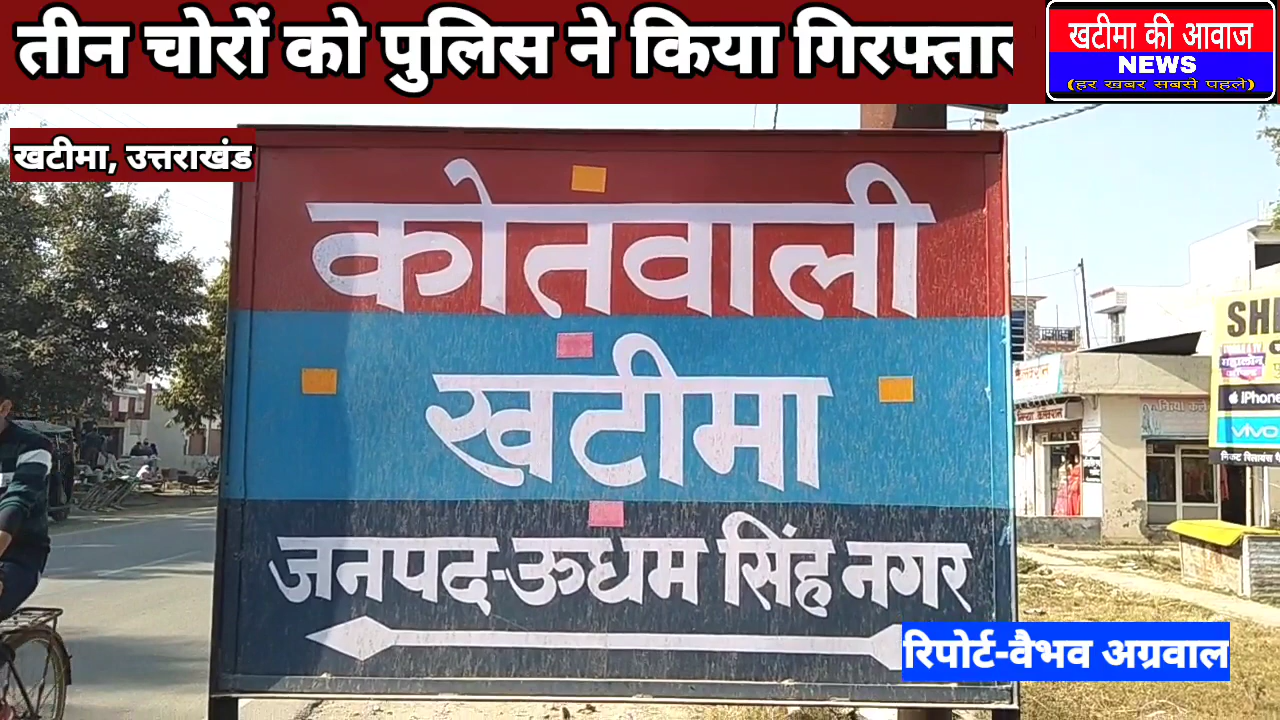 तीन चोरों को पुलिस ने किया गिरफ्तार
खटीमा की आवाज
NEWS
(हर खबर सबसे पहले)
खटीमा, उत्तराखंड
कोतवाली
खटीमा
जनपद-ऊधम सिंह नगर
रिपोर्ट-वैभव अग्रवाल
iPhone
vivo